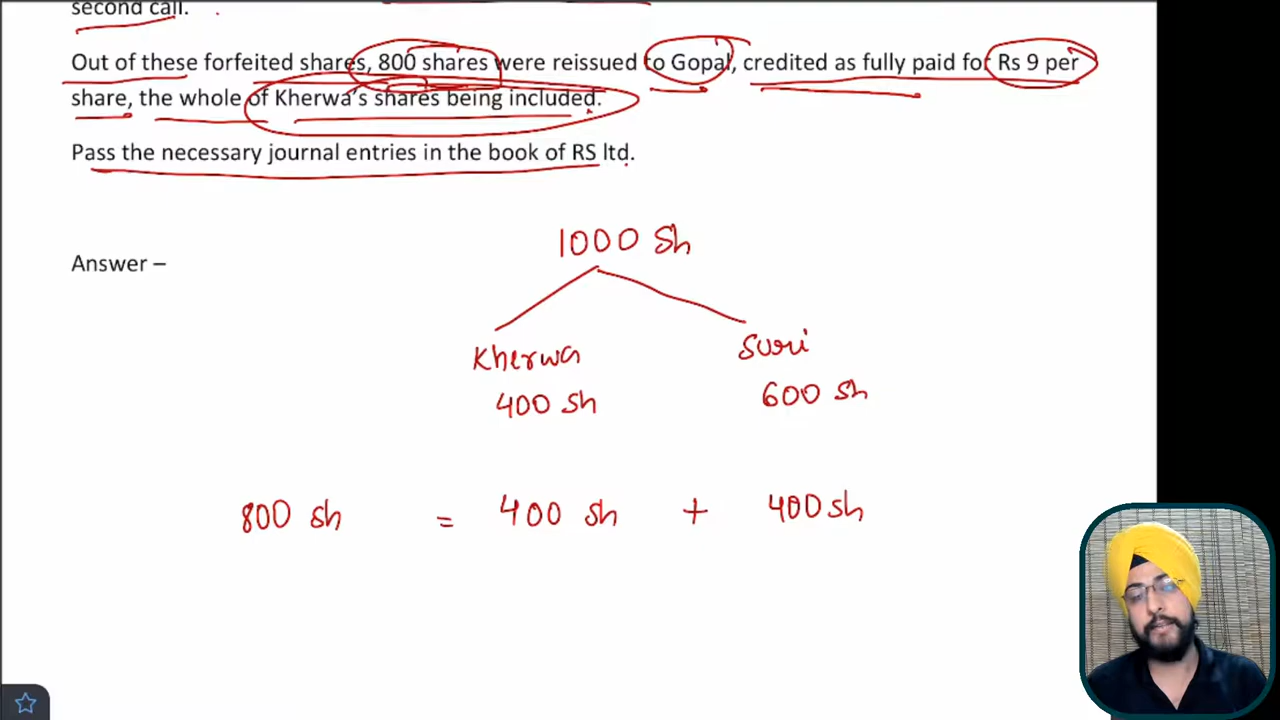 second call.
Out of these forfeited shares, 800 shares were reissued to Gopal, credited as fully paid for Rs 9 per
share, the whole of Kherwa's shares being included.
Pass the necessary journal entries in the book of RS ltd.
1000 Sh
Answer –
Kherwa Suri
400 Sh 600 Sh
800 Sh = 400 Sh + 400 Sh